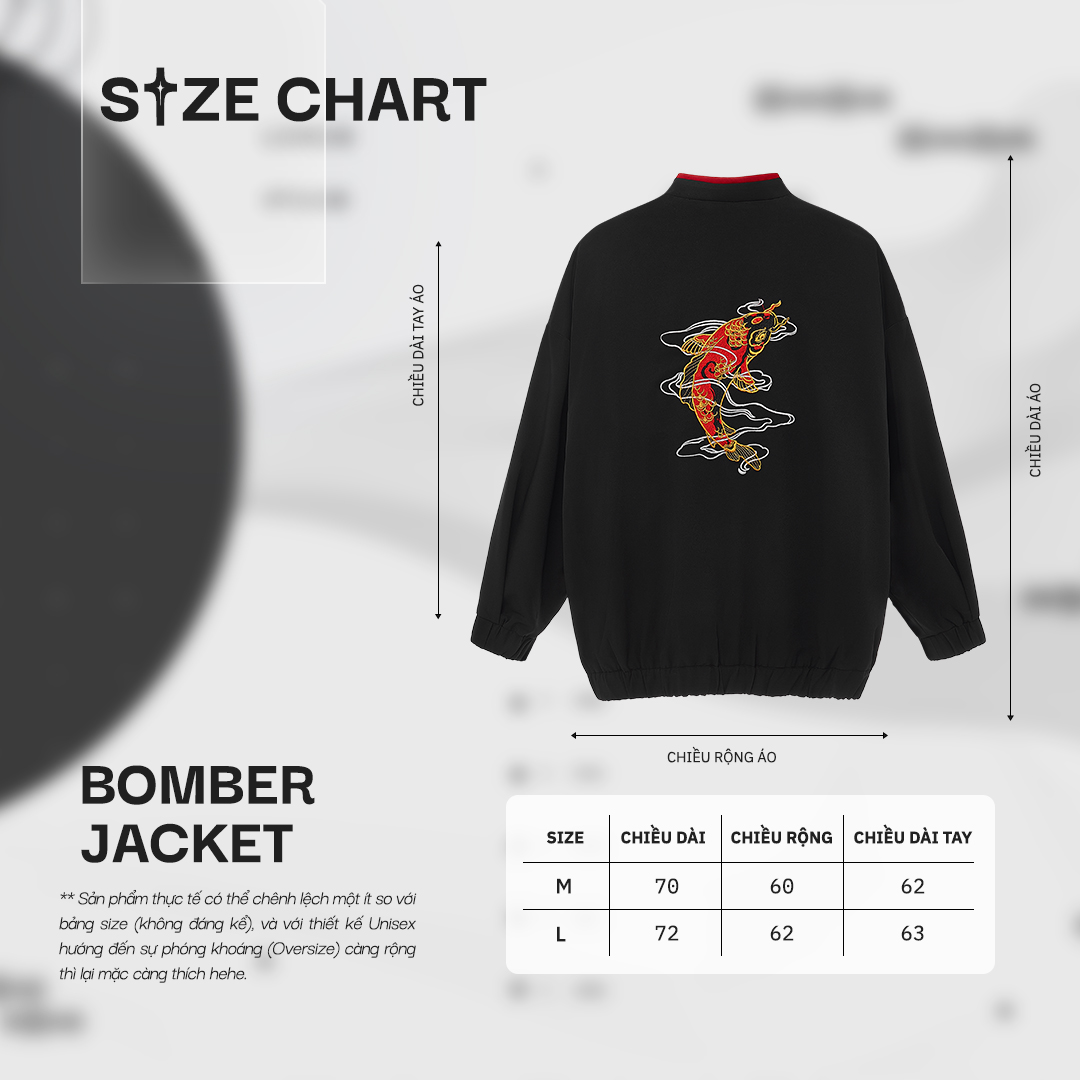 SIZE CHART
CHIỀU DÀI TAY ÁO
CHIỀU DÀI ÁO
CHIỀU RỘNG ÁO
BOMBER
JACKET
** Sản phẩm thực tế có thể chênh lệch một ít so với
bảng size (không đáng kể), và với thiết kế Unisex
hướng đến sự phóng khoáng (Oversize) càng rộng
thì lại mặc càng thích hehe.
SIZE CHIỀU DÀI CHIỀU RỘNG CHIỀU DÀI TAY
M 70 60 62
L 72 62 63